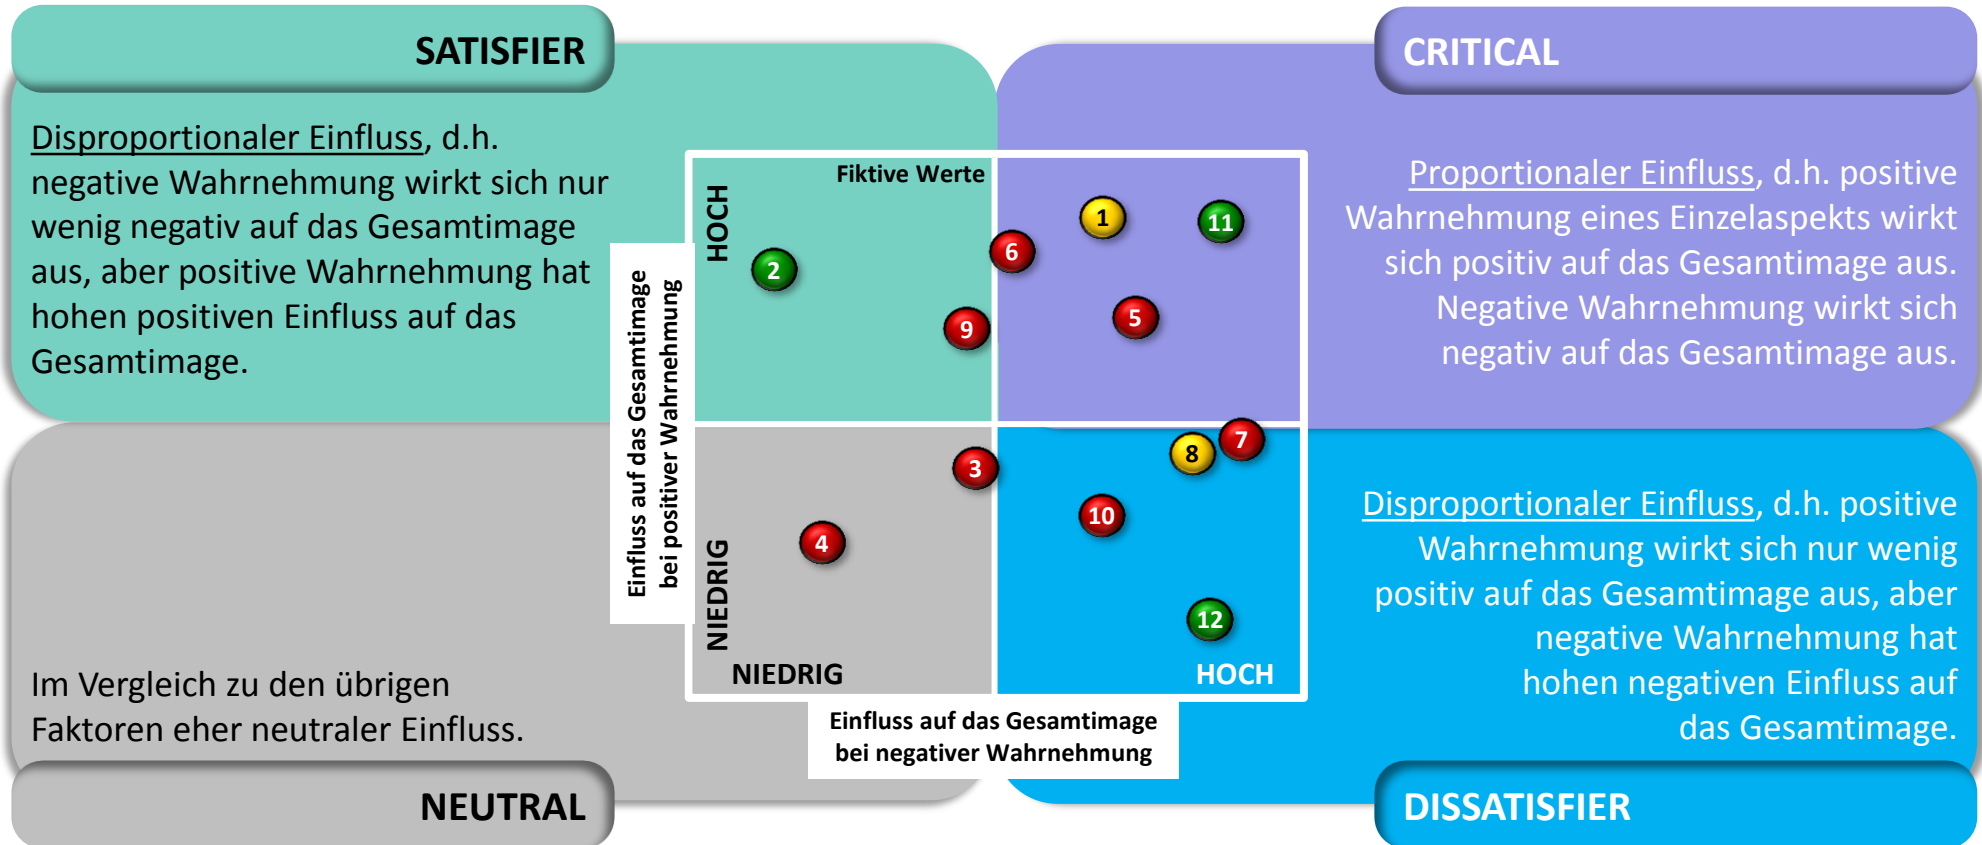 SATISFIER
Disproportionaler Einfluss, d.h.
negative Wahrnehmung wirkt sich nur
wenig negativ auf das Gesamtimage
aus, aber positive Wahrnehmung hat
hohen positiven Einfluss auf das
Gesamtimage.
CRITICAL
Proportionaler Einfluss, d.h. positive
Wahrnehmung eines Einzelaspekts wirkt
sich positiv auf das Gesamtimage aus.
Negative Wahrnehmung wirkt sich
negativ auf das Gesamtimage aus.
Fiktive Werte
HOCH
NIEDRIG
Einfluss auf das Gesamtimage
bei positiver Wahrnehmung
1
11
6
2
5
9
7
8
3
10
4
12
NIEDRIG
HOCH
Einfluss auf das Gesamtimage
bei negativer Wahrnehmung
Im Vergleich zu den übrigen
Faktoren eher neutraler Einfluss.
NEUTRAL
Disproportionaler Einfluss, d.h. positive
Wahrnehmung wirkt sich nur wenig
positiv auf das Gesamtimage aus, aber
negative Wahrnehmung hat
hohen negativen Einfluss auf
das Gesamtimage.
DISSATISFIER